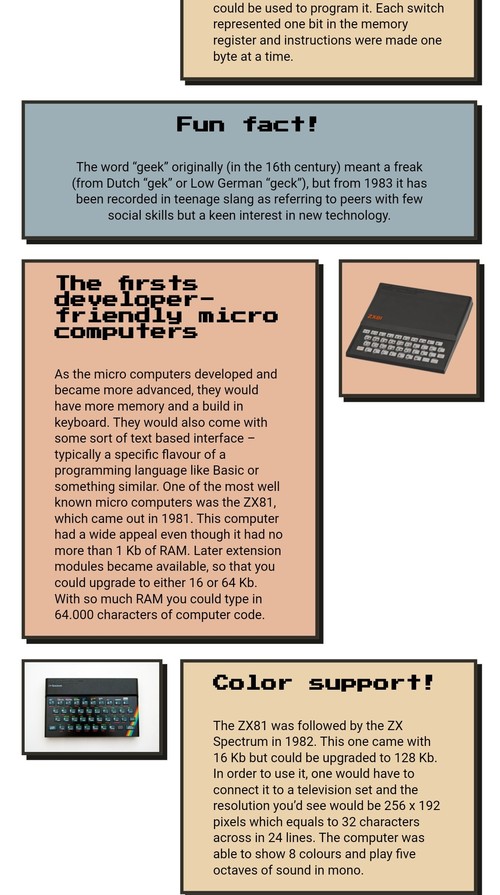 could be used to program it. Each switch
represented one bit in the memory
register and instructions were made one
byte at a time.
Fun fact!
The word “geek” originally (in the 16th century) meant a freak
(from Dutch “gek” or Low German “geck”), but from 1983 it has
been recorded in teenage slang as referring to peers with few
social skills but a keen interest in new technology.
The firsts
developer-
friendly micro
computers
As the micro computers developed and
became more advanced, they would
have more memory and a build in
keyboard. They would also come with
some sort of text based interface –
typically a specific flavour of a
programming language like Basic or
something similar. One of the most well
known micro computers was the ZX81,
which came out in 1981. This computer
had a wide appeal even though it had no
more than 1 Kb of RAM. Later extension
modules became available, so that you
could upgrade to either 16 or 64 Kb.
With so much RAM you could type in
64.000 characters of computer code.
Color support!
The ZX81 was followed by the ZX
Spectrum in 1982. This one came with
16 Kb but could be upgraded to 128 Kb.
In order to use it, one would have to
connect it to a television set and the
resolution you’d see would be 256 x 192
pixels which equals to 32 characters
across in 24 lines. The computer was
able to show 8 colours and play five
octaves of sound in mono.